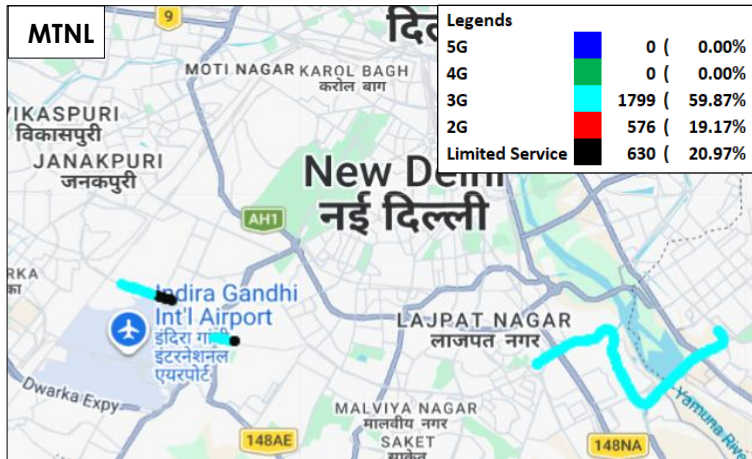 MTNL
9
MOTI NAGAR
KAROL BAGH
करोल बाग
VIKASPURI
विकासपुरी
JANAKPURI
जनकपुरी
New Delhi
नई दिल्ली
AH1
Indira Gandhi
Int'l Airport
इंदिरा गांधी
इंटरनेशनल
एयरपोर्ट
LAJPAT NAGAR
लाजपत नगर
Dwarka Expy
MALVIYA NAGAR
मालवीय नगर
148AE
SAKET
साकेत
148NA
Yamuna River
Legends
5G 0 ( 0.00%
4G 0 ( 0.00%
3G 1799 ( 59.87%
2G 576 ( 19.17%
Limited Service 630 ( 20.97%